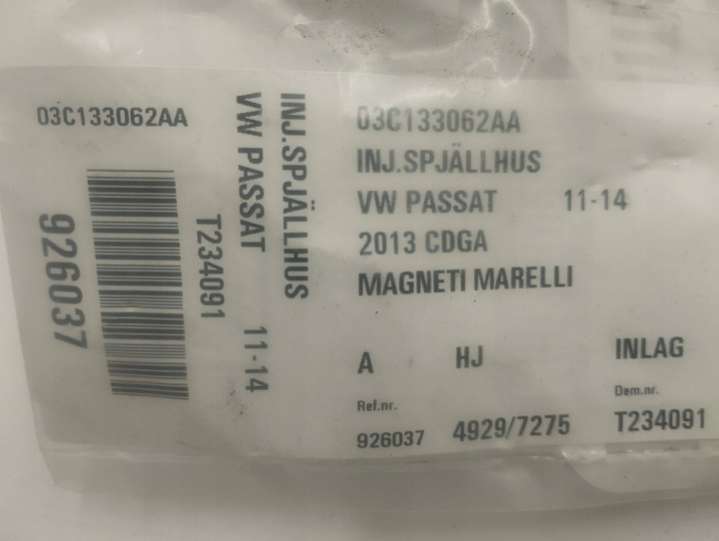 03C133062AA
926037
T234091
VW PASSAT 11-14
INJ.SPJÄLLHUS
03C133062AA
INJ.SPJÄLLHUS
VW PASSAT 11-14
2013 CDGA
MAGNETI MARELLI
A HJ INLAG
Ref.nr. Dem.nr.
926037 4929/7275 T234091